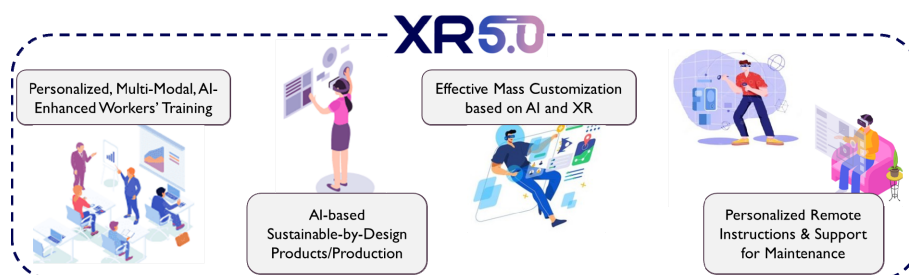 XR5.0
Personalized, Multi-Modal, AI-
Enhanced Workers' Training
AI-based
Sustainable-by-Design
Products/Production
Effective Mass Customization
based on AI and XR
Personalized Remote
Instructions & Support
for Maintenance